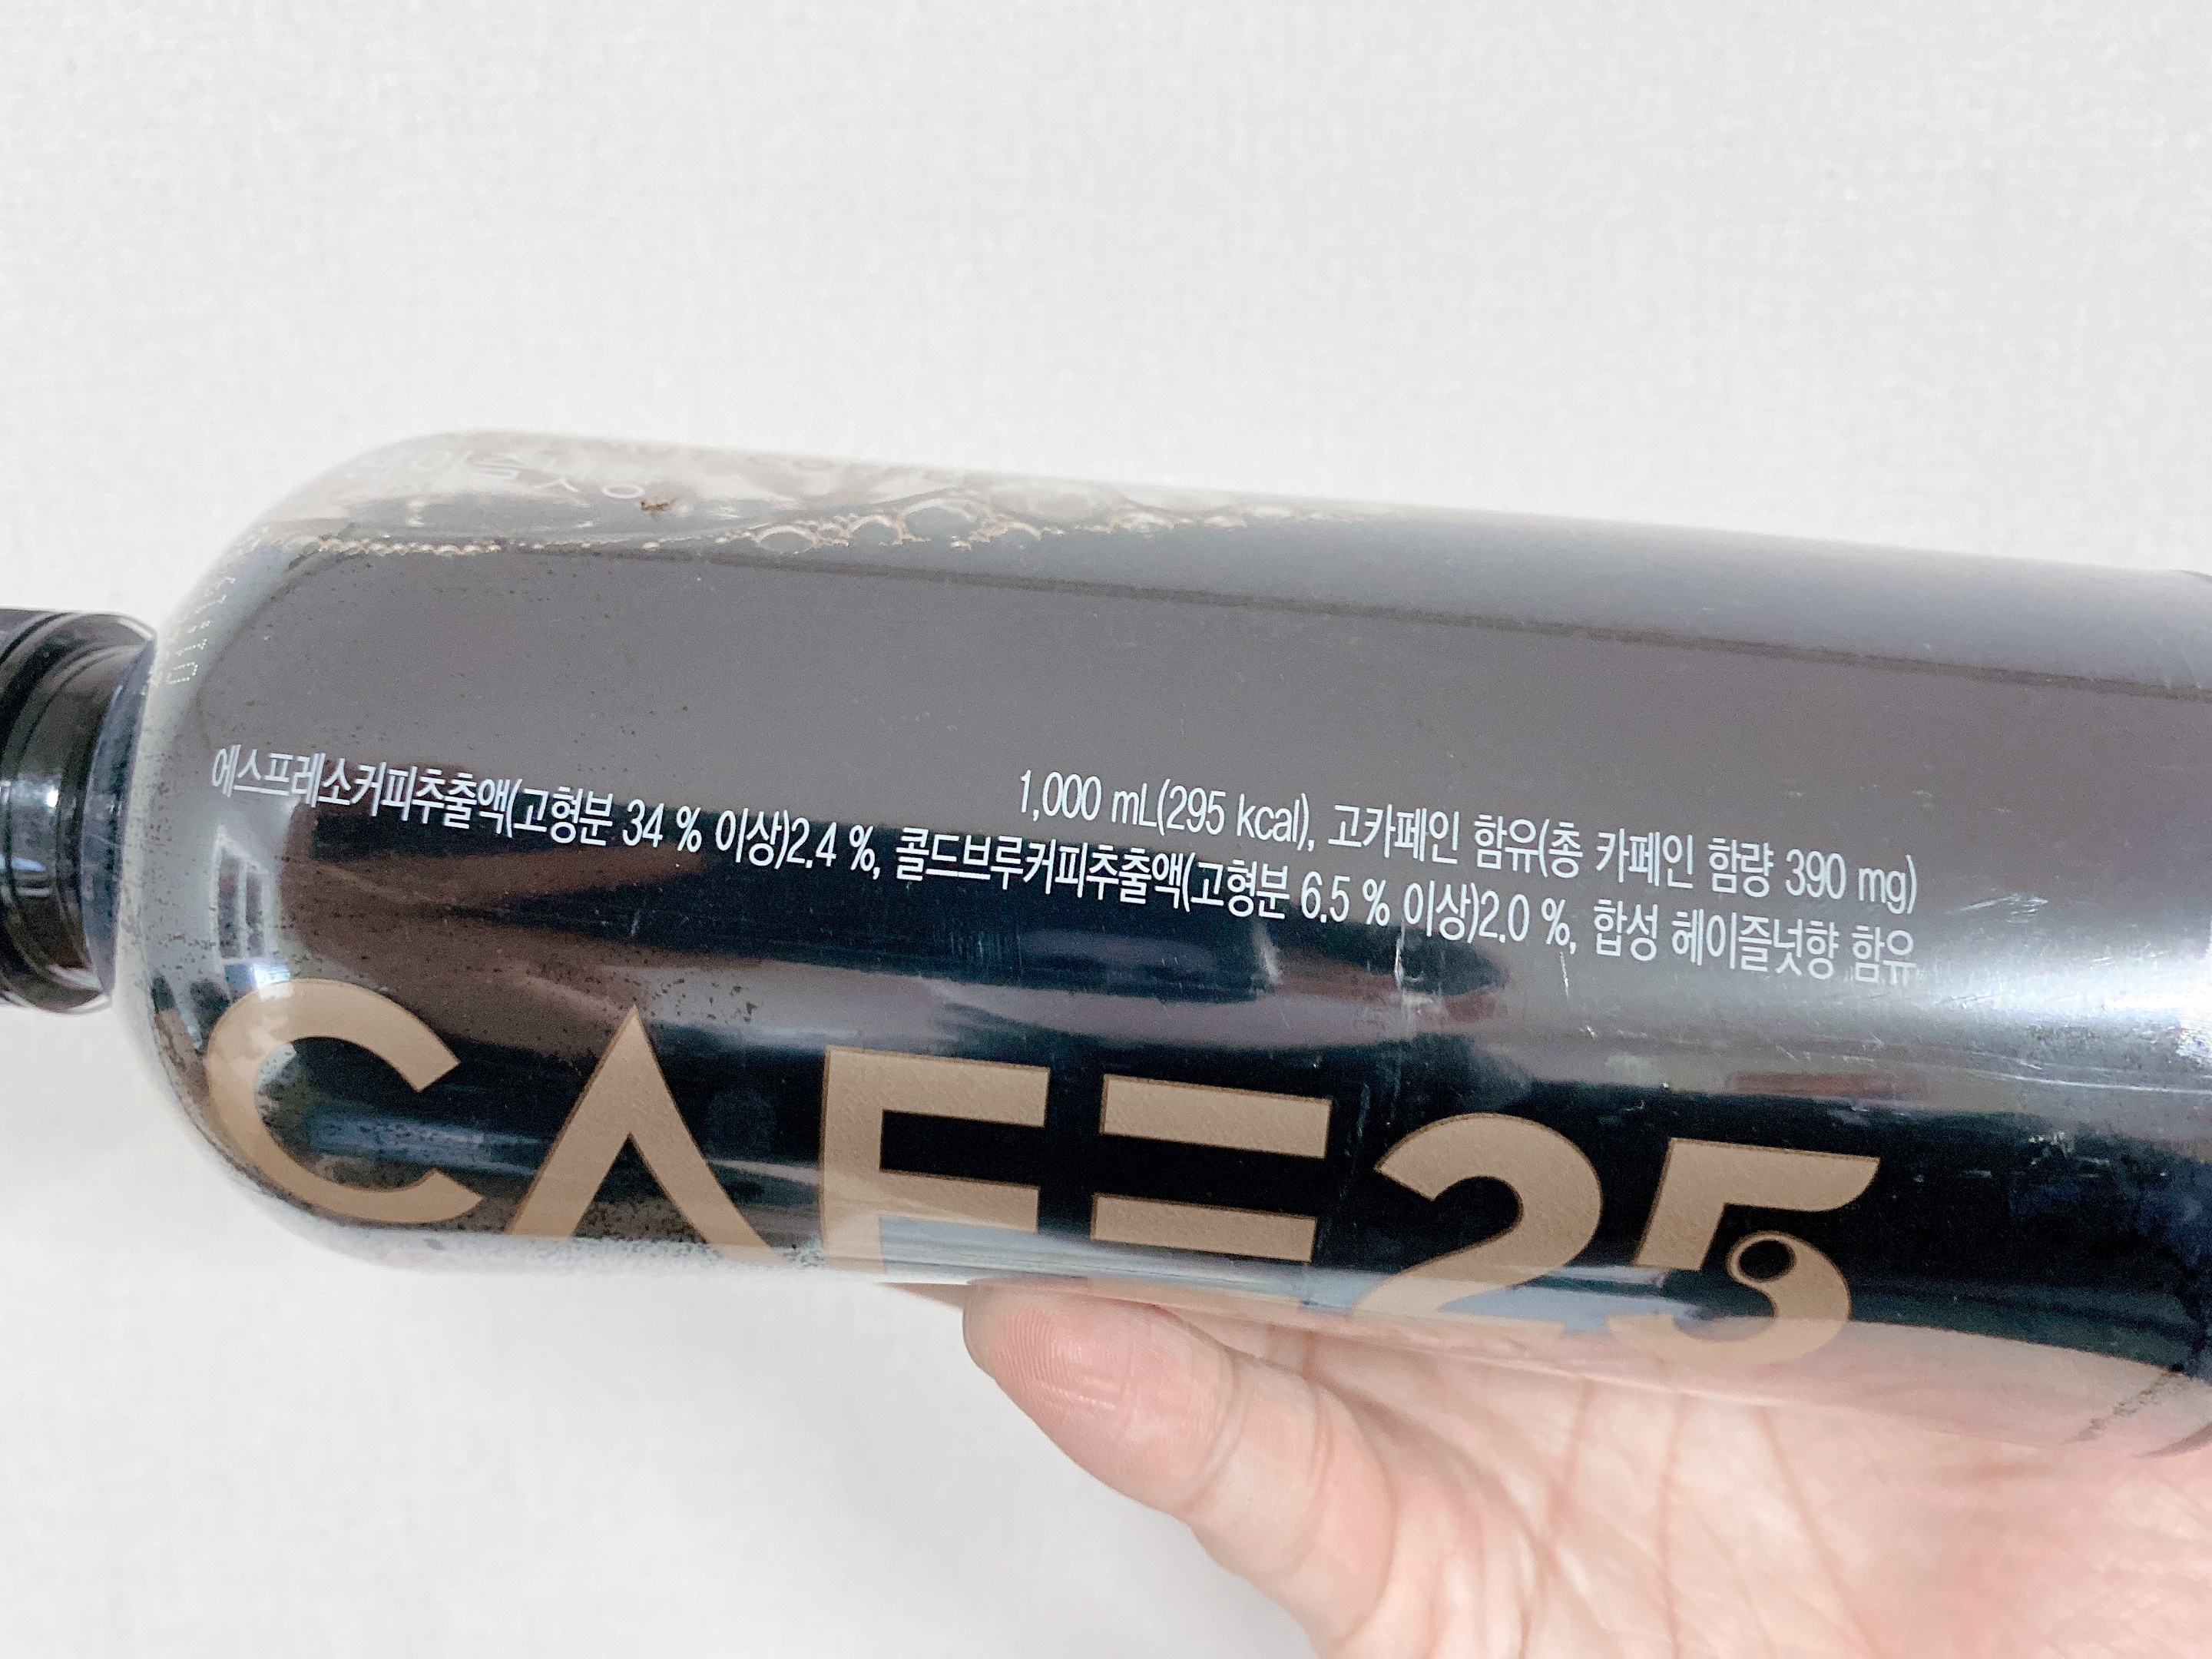 1,000 mL(295 kcal), 고카페인 함유(총 카페인 함량 390 mg)
에스프레소커피추출액(고형분 34 % 이상)2.4 %, 콜드브루커피추출액(고형분 6.5 % 이상)2.0 %, 합성 헤이즐넛향 함유
CAFE25